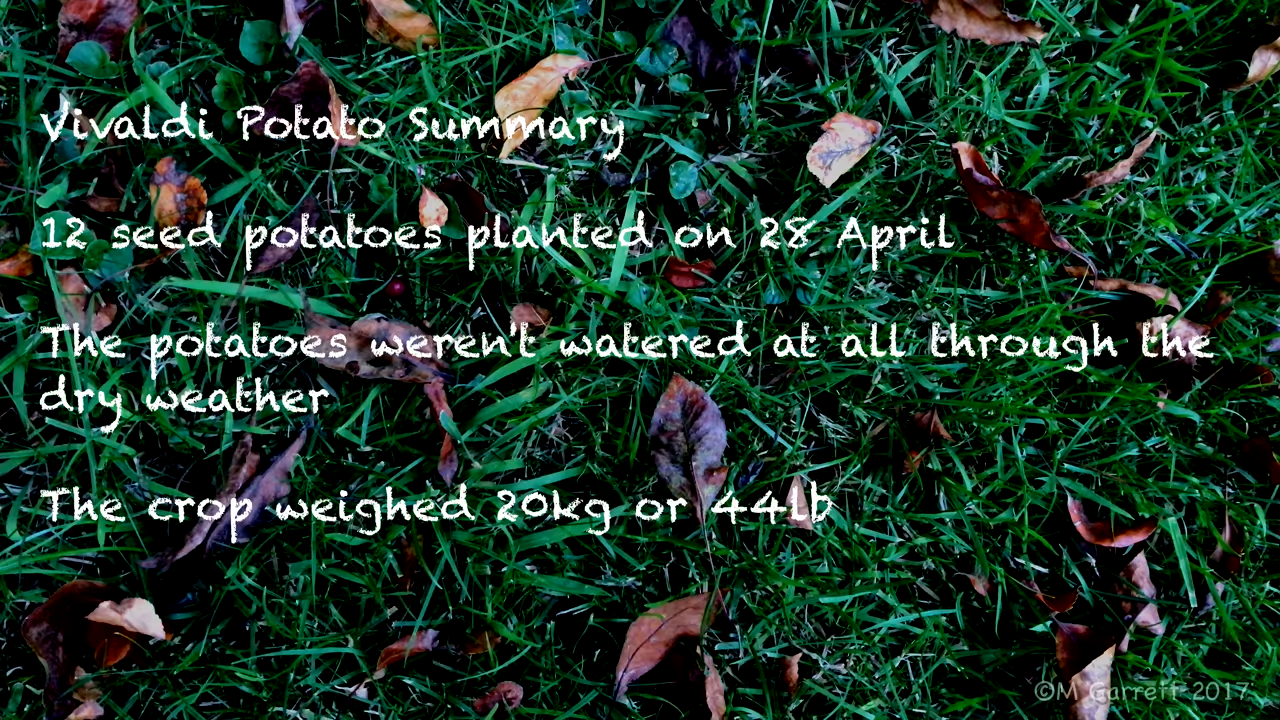 Vivaldi Potato Summary
12 seed potatoes planted on 28 April
The potatoes weren't watered at all through the
dry weather
The crop weighed 20kg or 44lb
©M Garrett 2017